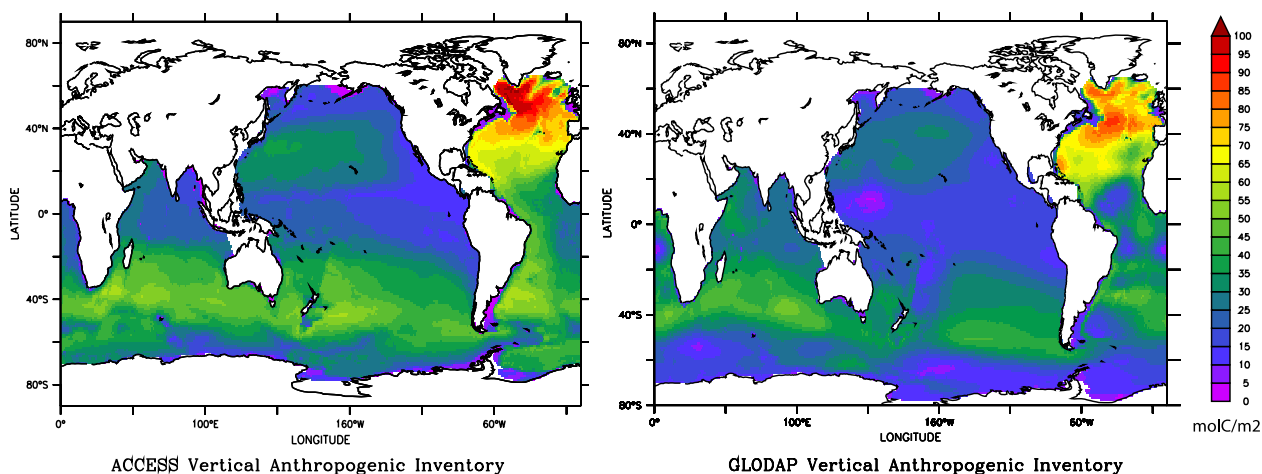 80°N
40°N
0°
40°S
80°S
LATITUDE
0°
100°E
160°W
60°W
LONGITUDE
ACCESS Vertical Anthropogenic Inventory
80°N
40°N
0°
40°S
80°S
LATITUDE
0°
100°E
160°W
60°W
LONGITUDE
GLODAP Vertical Anthropogenic Inventory
100
95
90
85
80
75
70
65
60
55
50
45
40
35
30
25
20
15
10
5
0
molC/m2